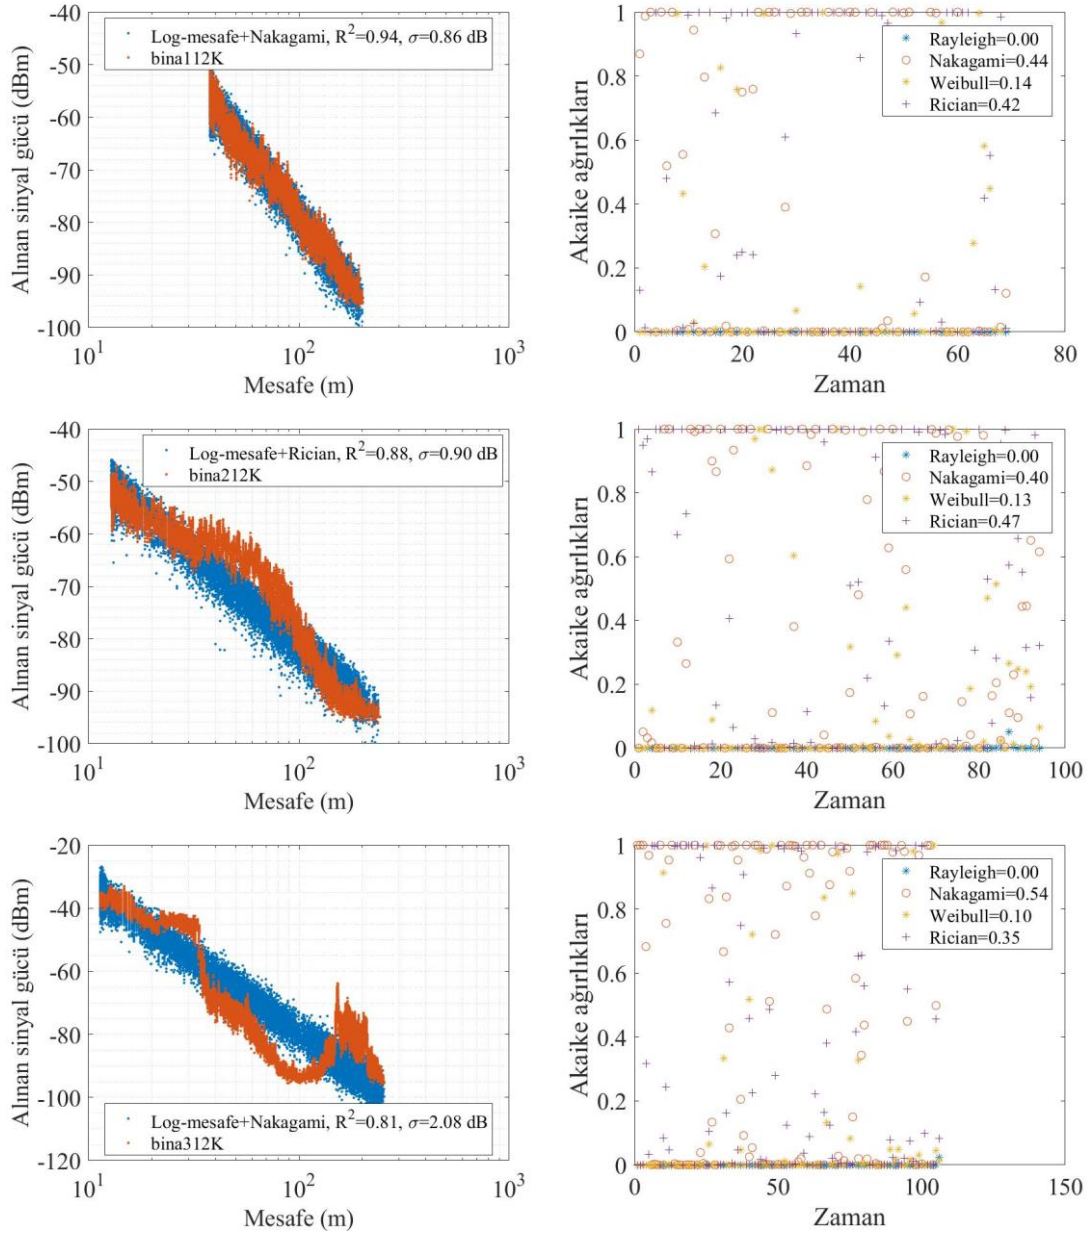 Log-mesafe+Nakagami, R²=0.94, σ=0.86 dB
bina112K
Alınan sinyal gücü (dBm)
-40
-50
-60
-70
-80
-90
-100
10¹
10²
10³
Mesafe (m)
Rayleigh=0.00
Nakagami=0.44
Weibull=0.14
Rician=0.42
Akaike ağırlıkları
1
0.8
0.6
0.4
0.2
0
0
20
40
60
80
Zaman
Log-mesafe+Rician, R²=0.88, σ=0.90 dB
bina212K
Alınan sinyal gücü (dBm)
-40
-50
-60
-70
-80
-90
-100
10¹
10²
10³
Mesafe (m)
Rayleigh=0.00
Nakagami=0.40
Weibull=0.13
Rician=0.47
Akaike ağırlıkları
1
0.8
0.6
0.4
0.2
0
0
20
40
60
80
100
Zaman
Alınan sinyal gücü (dBm)
-20
-40
-60
-80
-100
-120
Log-mesafe+Nakagami, R²=0.81, σ=2.08 dB
bina312K
10¹
10²
10³
Mesafe (m)
Rayleigh=0.00
Nakagami=0.54
Weibull=0.10
Rician=0.35
Akaike ağırlıkları
1
0.8
0.6
0.4
0.2
0
0
50
100
150
Zaman